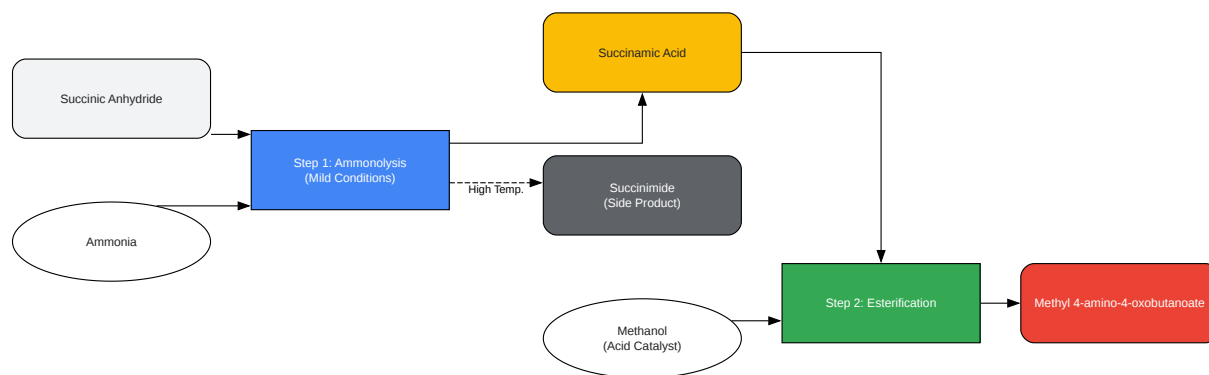 Succinic Anhydride
Ammonia
Step 1: Ammonolysis
(Mild Conditions)
High Temp.
Succinamic Acid
Succinimide
(Side Product)
Methanol
(Acid Catalyst)
Step 2: Esterification
Methyl 4-amino-4-oxobutanoate